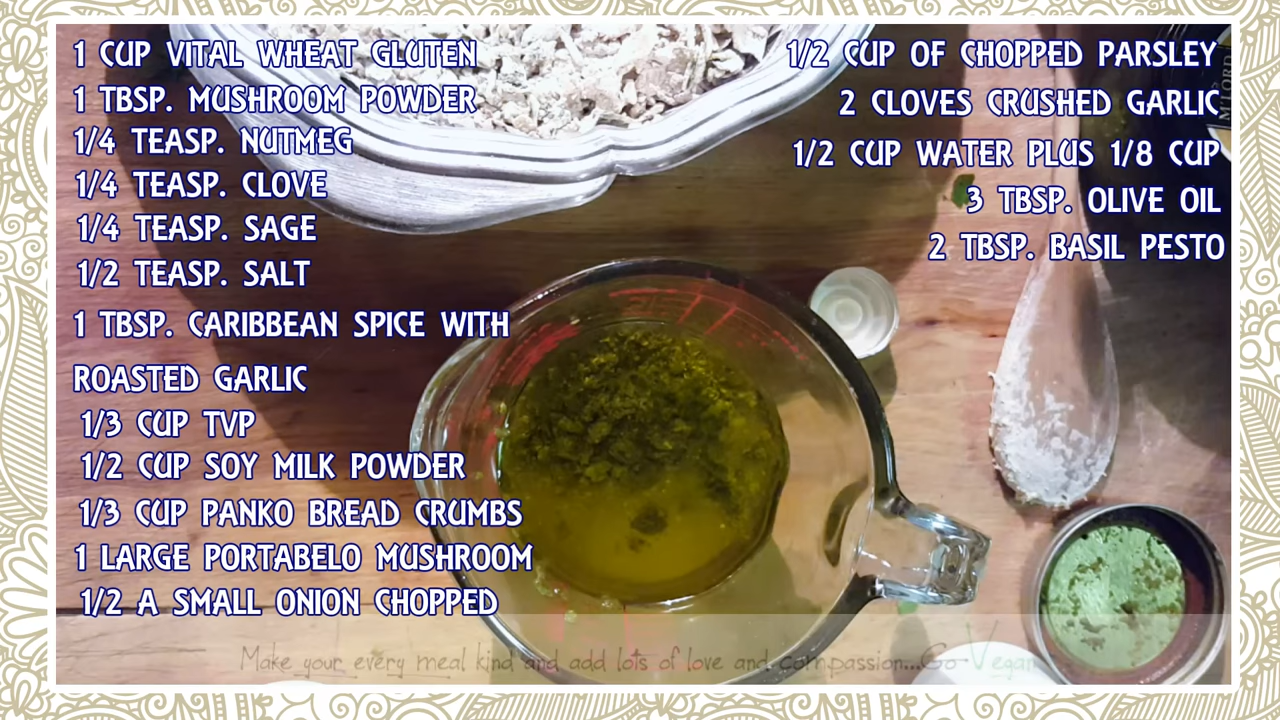 1 CUP VITAL WHEAT GLUTEN
1 TBSP. MUSHROOM POWDER
1/4 TEASP. NUTMEG
1/4 TEASP. CLOVE
1/4 TEASP. SAGE
1/2 TEASP. SALT
1 TBSP. CARIBBEAN SPICE WITH
ROASTED GARLIC
1/3 CUP TVP
1/2 CUP SOY MILK POWDER
1/3 CUP PANKO BREAD CRUMBS
1 LARGE PORTABELO MUSHROOM
1/2 A SMALL ONION CHOPPED
1/2 CUP OF CHOPPED PARSLEY
2 CLOVES CRUSHED GARLIC
1/2 CUP WATER PLUS 1/8 CUP
3 TBSP. OLIVE OIL
2 TBSP. BASIL PESTO
Make your every meal kind and add lots of love and compassion...Go Vegan